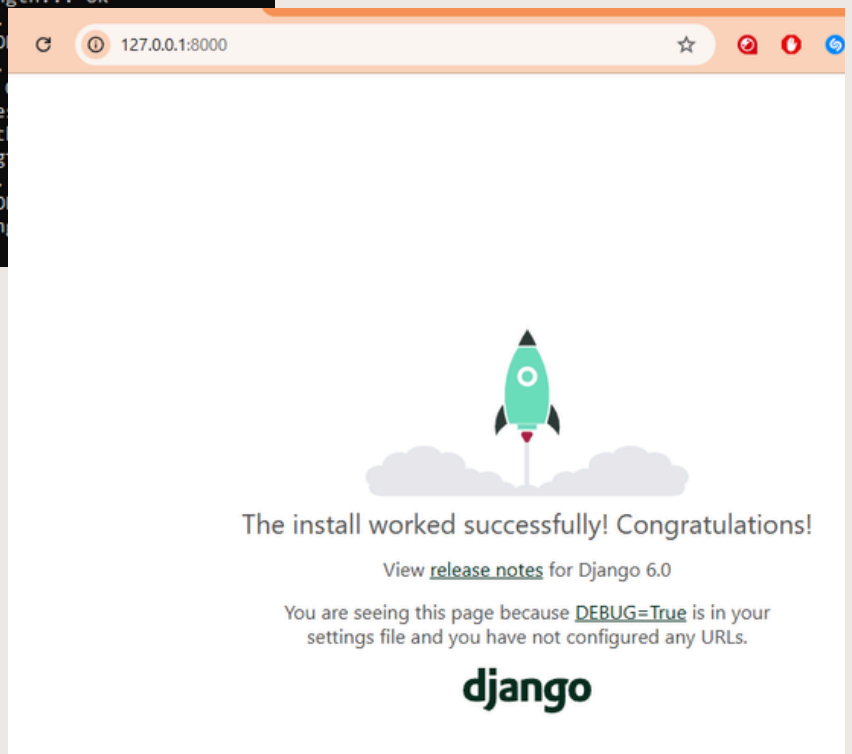 127.0.0.1:8000
The install worked successfully! Congratulations!
View release notes for Django 6.0
You are seeing this page because DEBUG=True is in your
settings file and you have not configured any URLs.
django